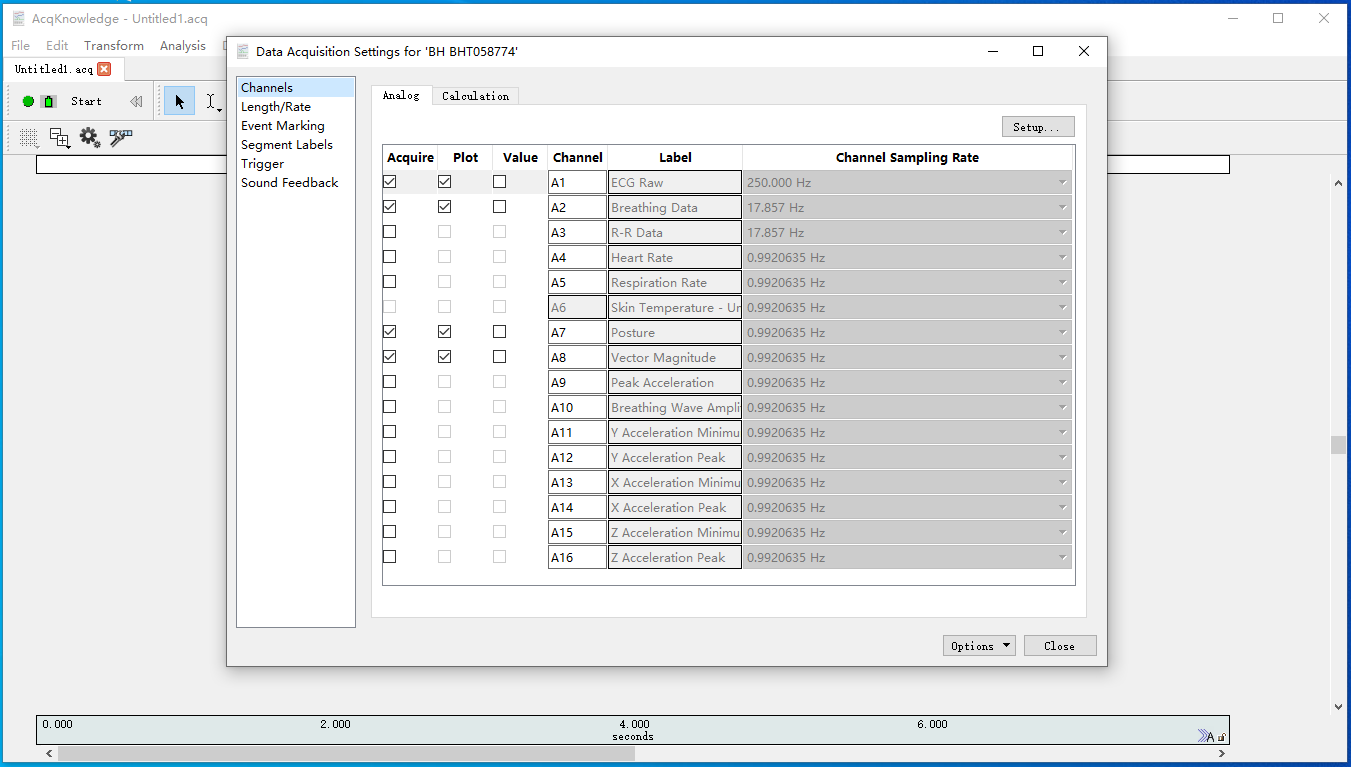 AcqKnowledge - Untitled1.acq
File Edit Transform Analysis
Untitled1.acq
Start
Data Acquisition Settings for 'BH BHT058774'
Channels
Length/Rate
Event Marking
Segment Labels
Trigger
Sound Feedback
Analog Calculation
Setup...
Acquire Plot Value Channel Label Channel Sampling Rate
A1 ECG Raw 250.000 Hz
A2 Breathing Data 17.857 Hz
A3 R-R Data 17.857 Hz
A4 Heart Rate 0.9920635 Hz
A5 Respiration Rate 0.9920635 Hz
A6 Skin Temperature - Ur 0.9920635 Hz
A7 Posture 0.9920635 Hz
A8 Vector Magnitude 0.9920635 Hz
A9 Peak Acceleration 0.9920635 Hz
A10 Breathing Wave Ampli 0.9920635 Hz
A11 Y Acceleration Minimu 0.9920635 Hz
A12 Y Acceleration Peak 0.9920635 Hz
A13 X Acceleration Minimu 0.9920635 Hz
A14 X Acceleration Peak 0.9920635 Hz
A15 Z Acceleration Minimu 0.9920635 Hz
A16 Z Acceleration Peak 0.9920635 Hz
Options Close
0.000 2.000 4.000 6.000
seconds
A